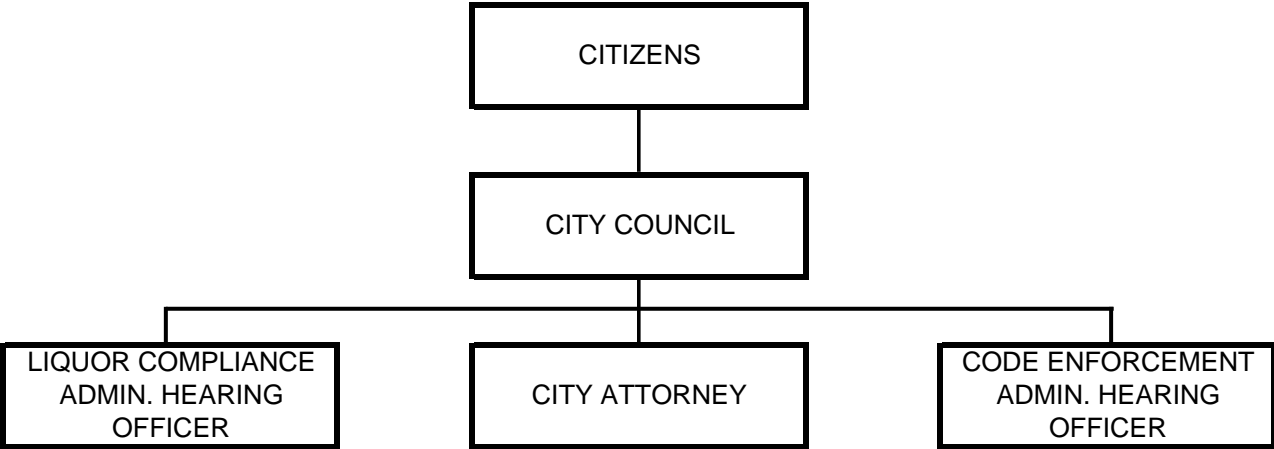 CITIZENS
CITY COUNCIL
LIQUOR COMPLIANCE
ADMIN. HEARING
OFFICER
CITY ATTORNEY
CODE ENFORCEMENT
ADMIN. HEARING
OFFICER